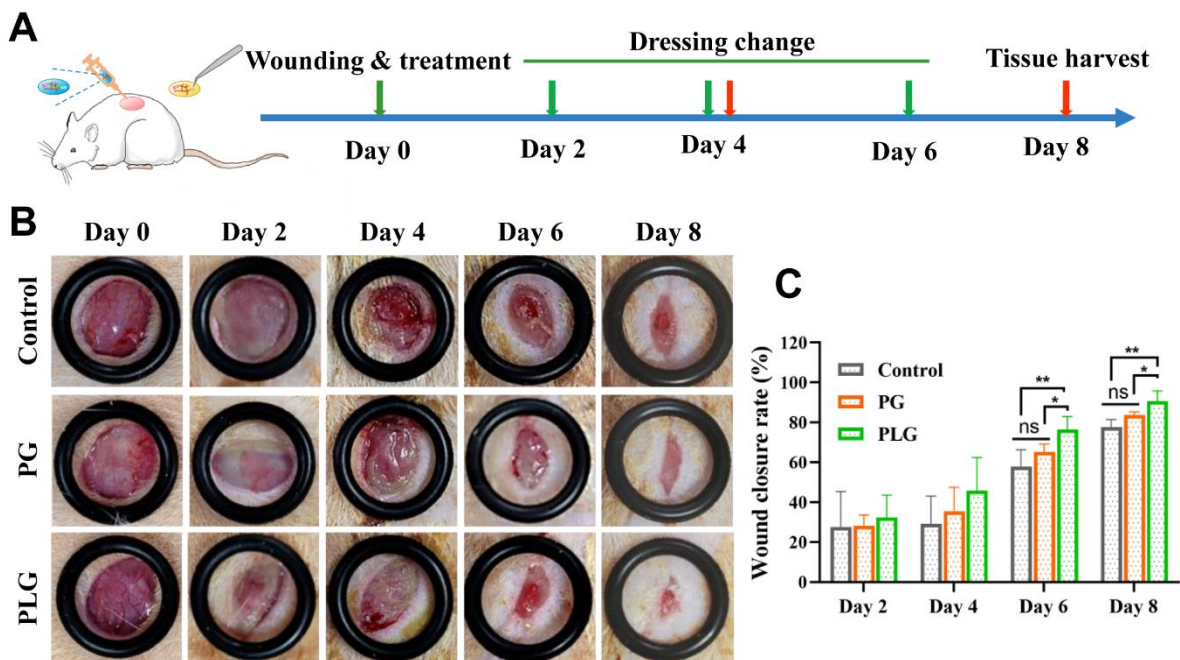 A
Wounding & treatment
Dressing change
Tissue harvest
Day 0
Day 2
Day 4
Day 6
Day 8
B
Day 0 Day 2 Day 4 Day 6 Day 8
Control
PG
PLG
C
Wound closure rate (%)
120
100
80
60
40
20
0
Control
PG
PLG
ns
*
**
ns
*
**
Day 2 Day 4 Day 6 Day 8